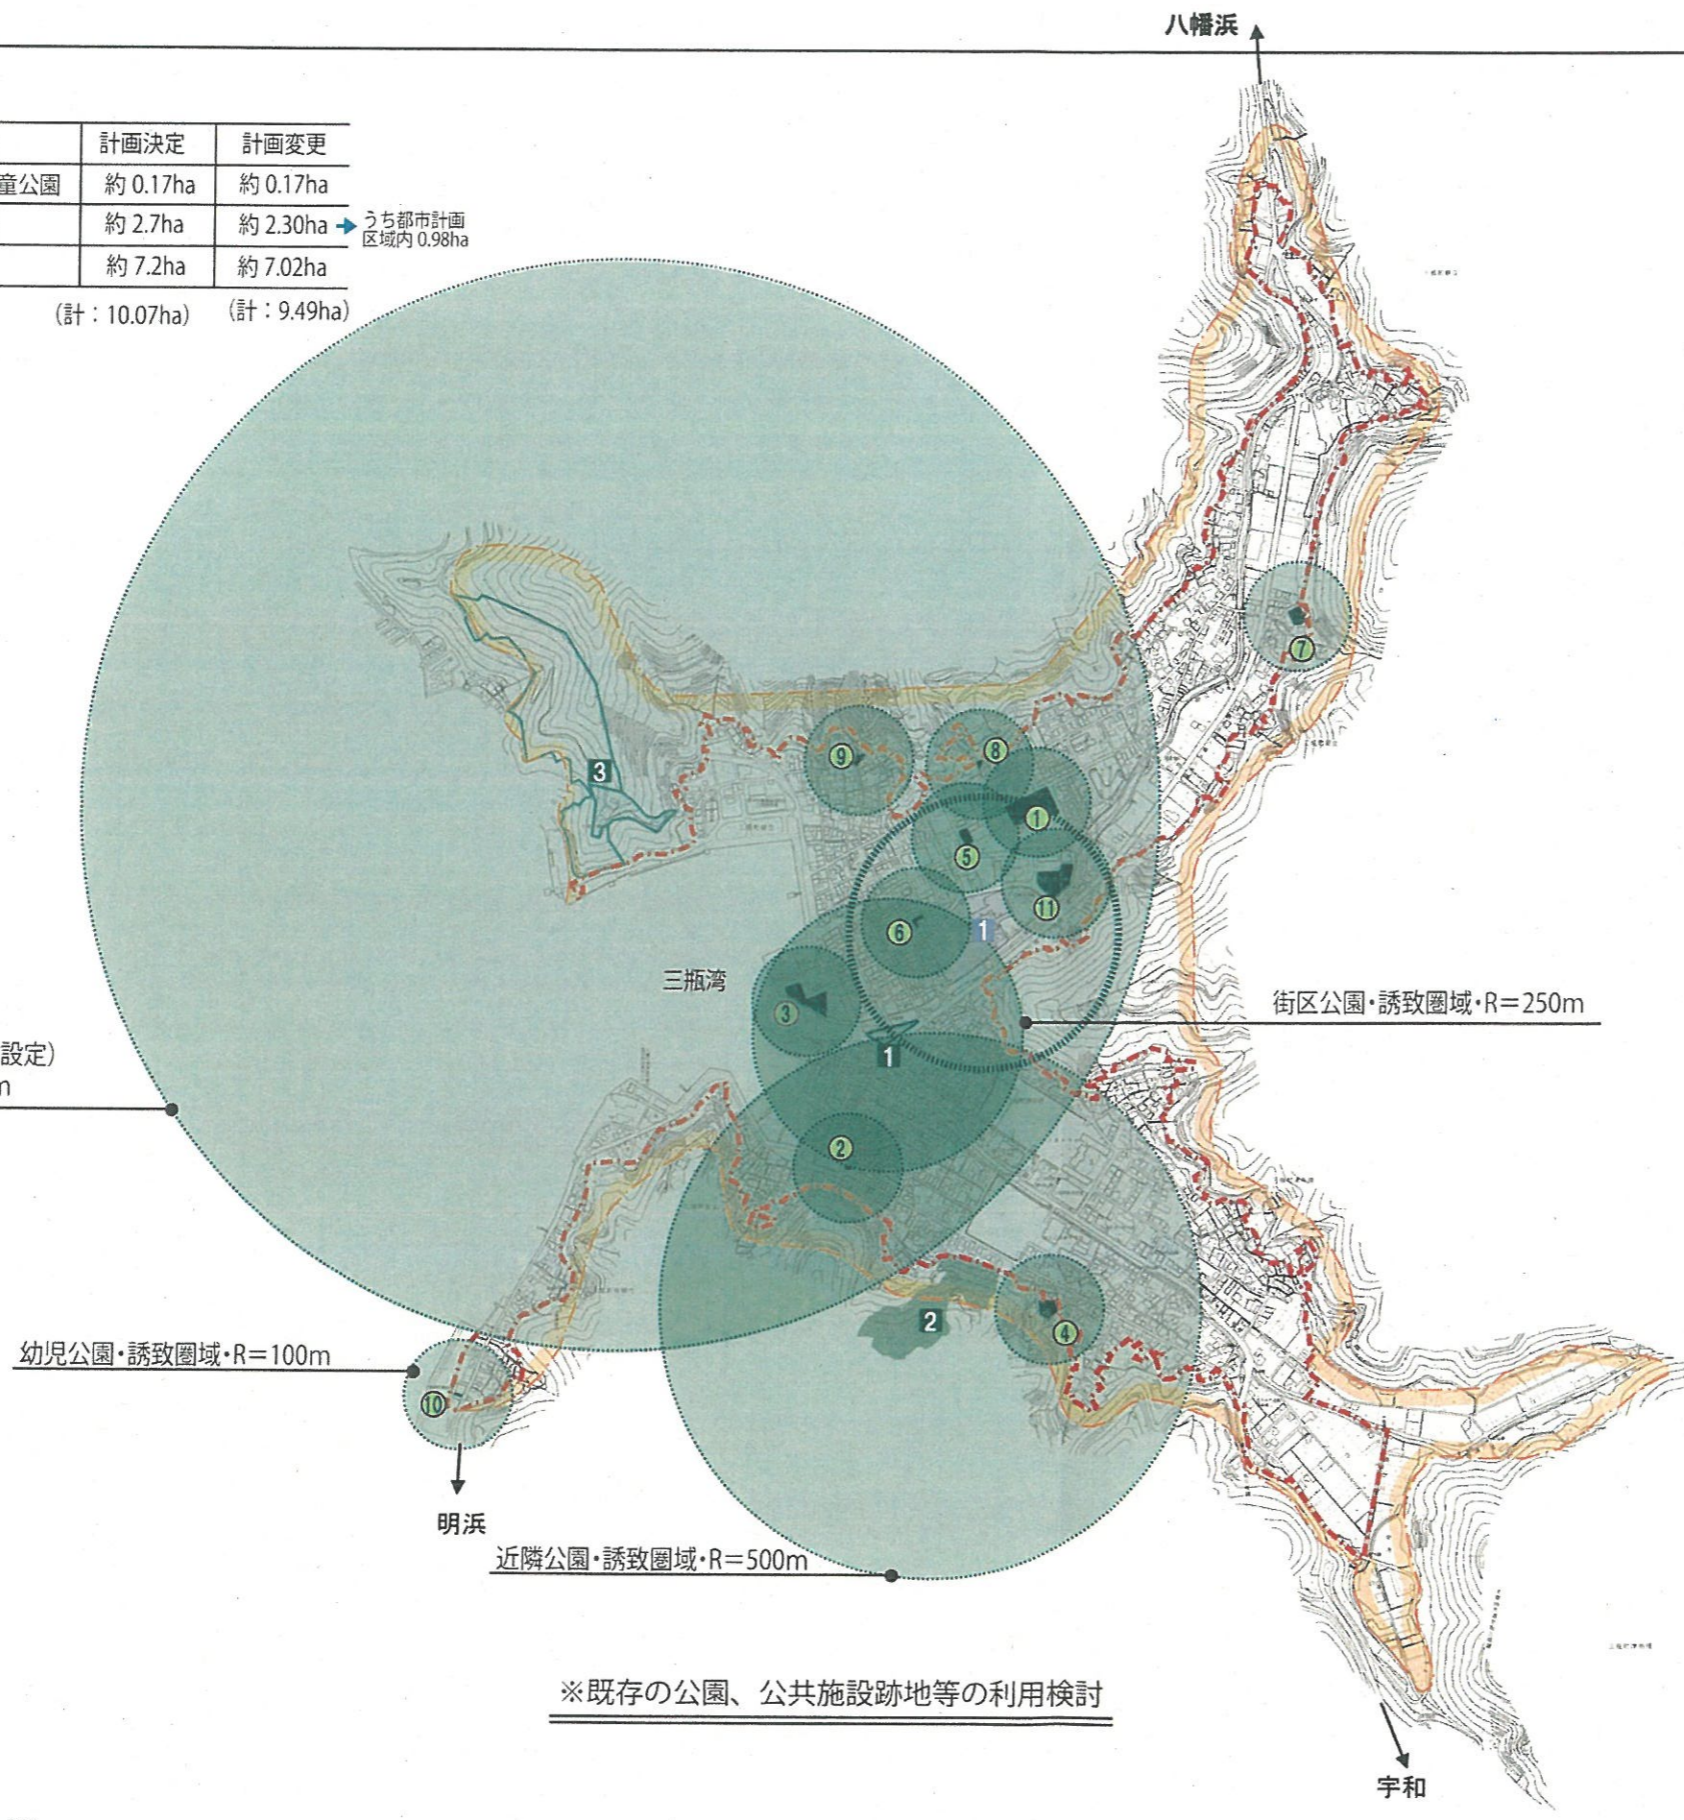 八幡浜
計画決定 計画変更
童公園 約 0.17ha 約 0.17ha
約 2.7ha 約 2.30ha うち都市計画
区域内 0.98ha
約 7.2ha 約 7.02ha
(計：10.07ha) (計：9.49ha)
7
9
8
3
1
5
11
6
1
三瓶湾
3
街区公園・誘致圏域・R＝250m
1
設定）
m
2
2
4
幼児公園・誘致圏域・R＝100m
10
明浜
近隣公園・誘致圏域・R＝500m
※既存の公園、公共施設跡地等の利用検討
宇和